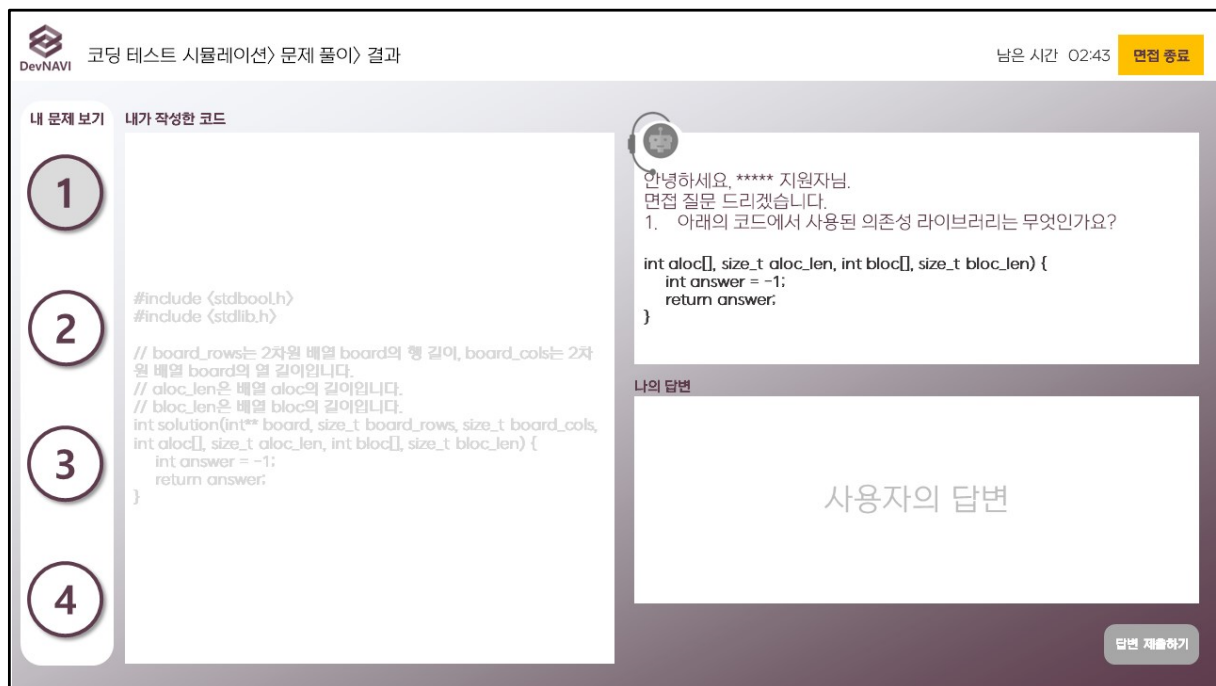 DevNAVI
코딩 테스트 시뮬레이션〉 문제 풀이〉 결과
남은 시간 02:43
면접 종료
내 문제 보기
1
2
3
4
내가 작성한 코드
#include 〈stdbool.h〉
#include 〈stdlib.h〉
// board_rows는 2차원 배열 board의 행 길이, board_cols는 2차
원 배열 board의 열 길이입니다.
// aloc_len은 배열 aloc의 길이입니다.
// bloc_len은 배열 bloc의 길이입니다.
int solution(int** board, size_t board_rows, size_t board_cols,
int aloc[], size_t aloc_len, int bloc[], size_t bloc_len) {
int answer = -1;
return answer;
}
안녕하세요, ***** 지원자님.
면접 질문 드리겠습니다.
1. 아래의 코드에서 사용된 의존성 라이브러리는 무엇인가요?
int aloc[], size_t aloc_len, int bloc[], size_t bloc_len) {
int answer = -1;
return answer;
}
나의 답변
사용자의 답변
답변 제출하기